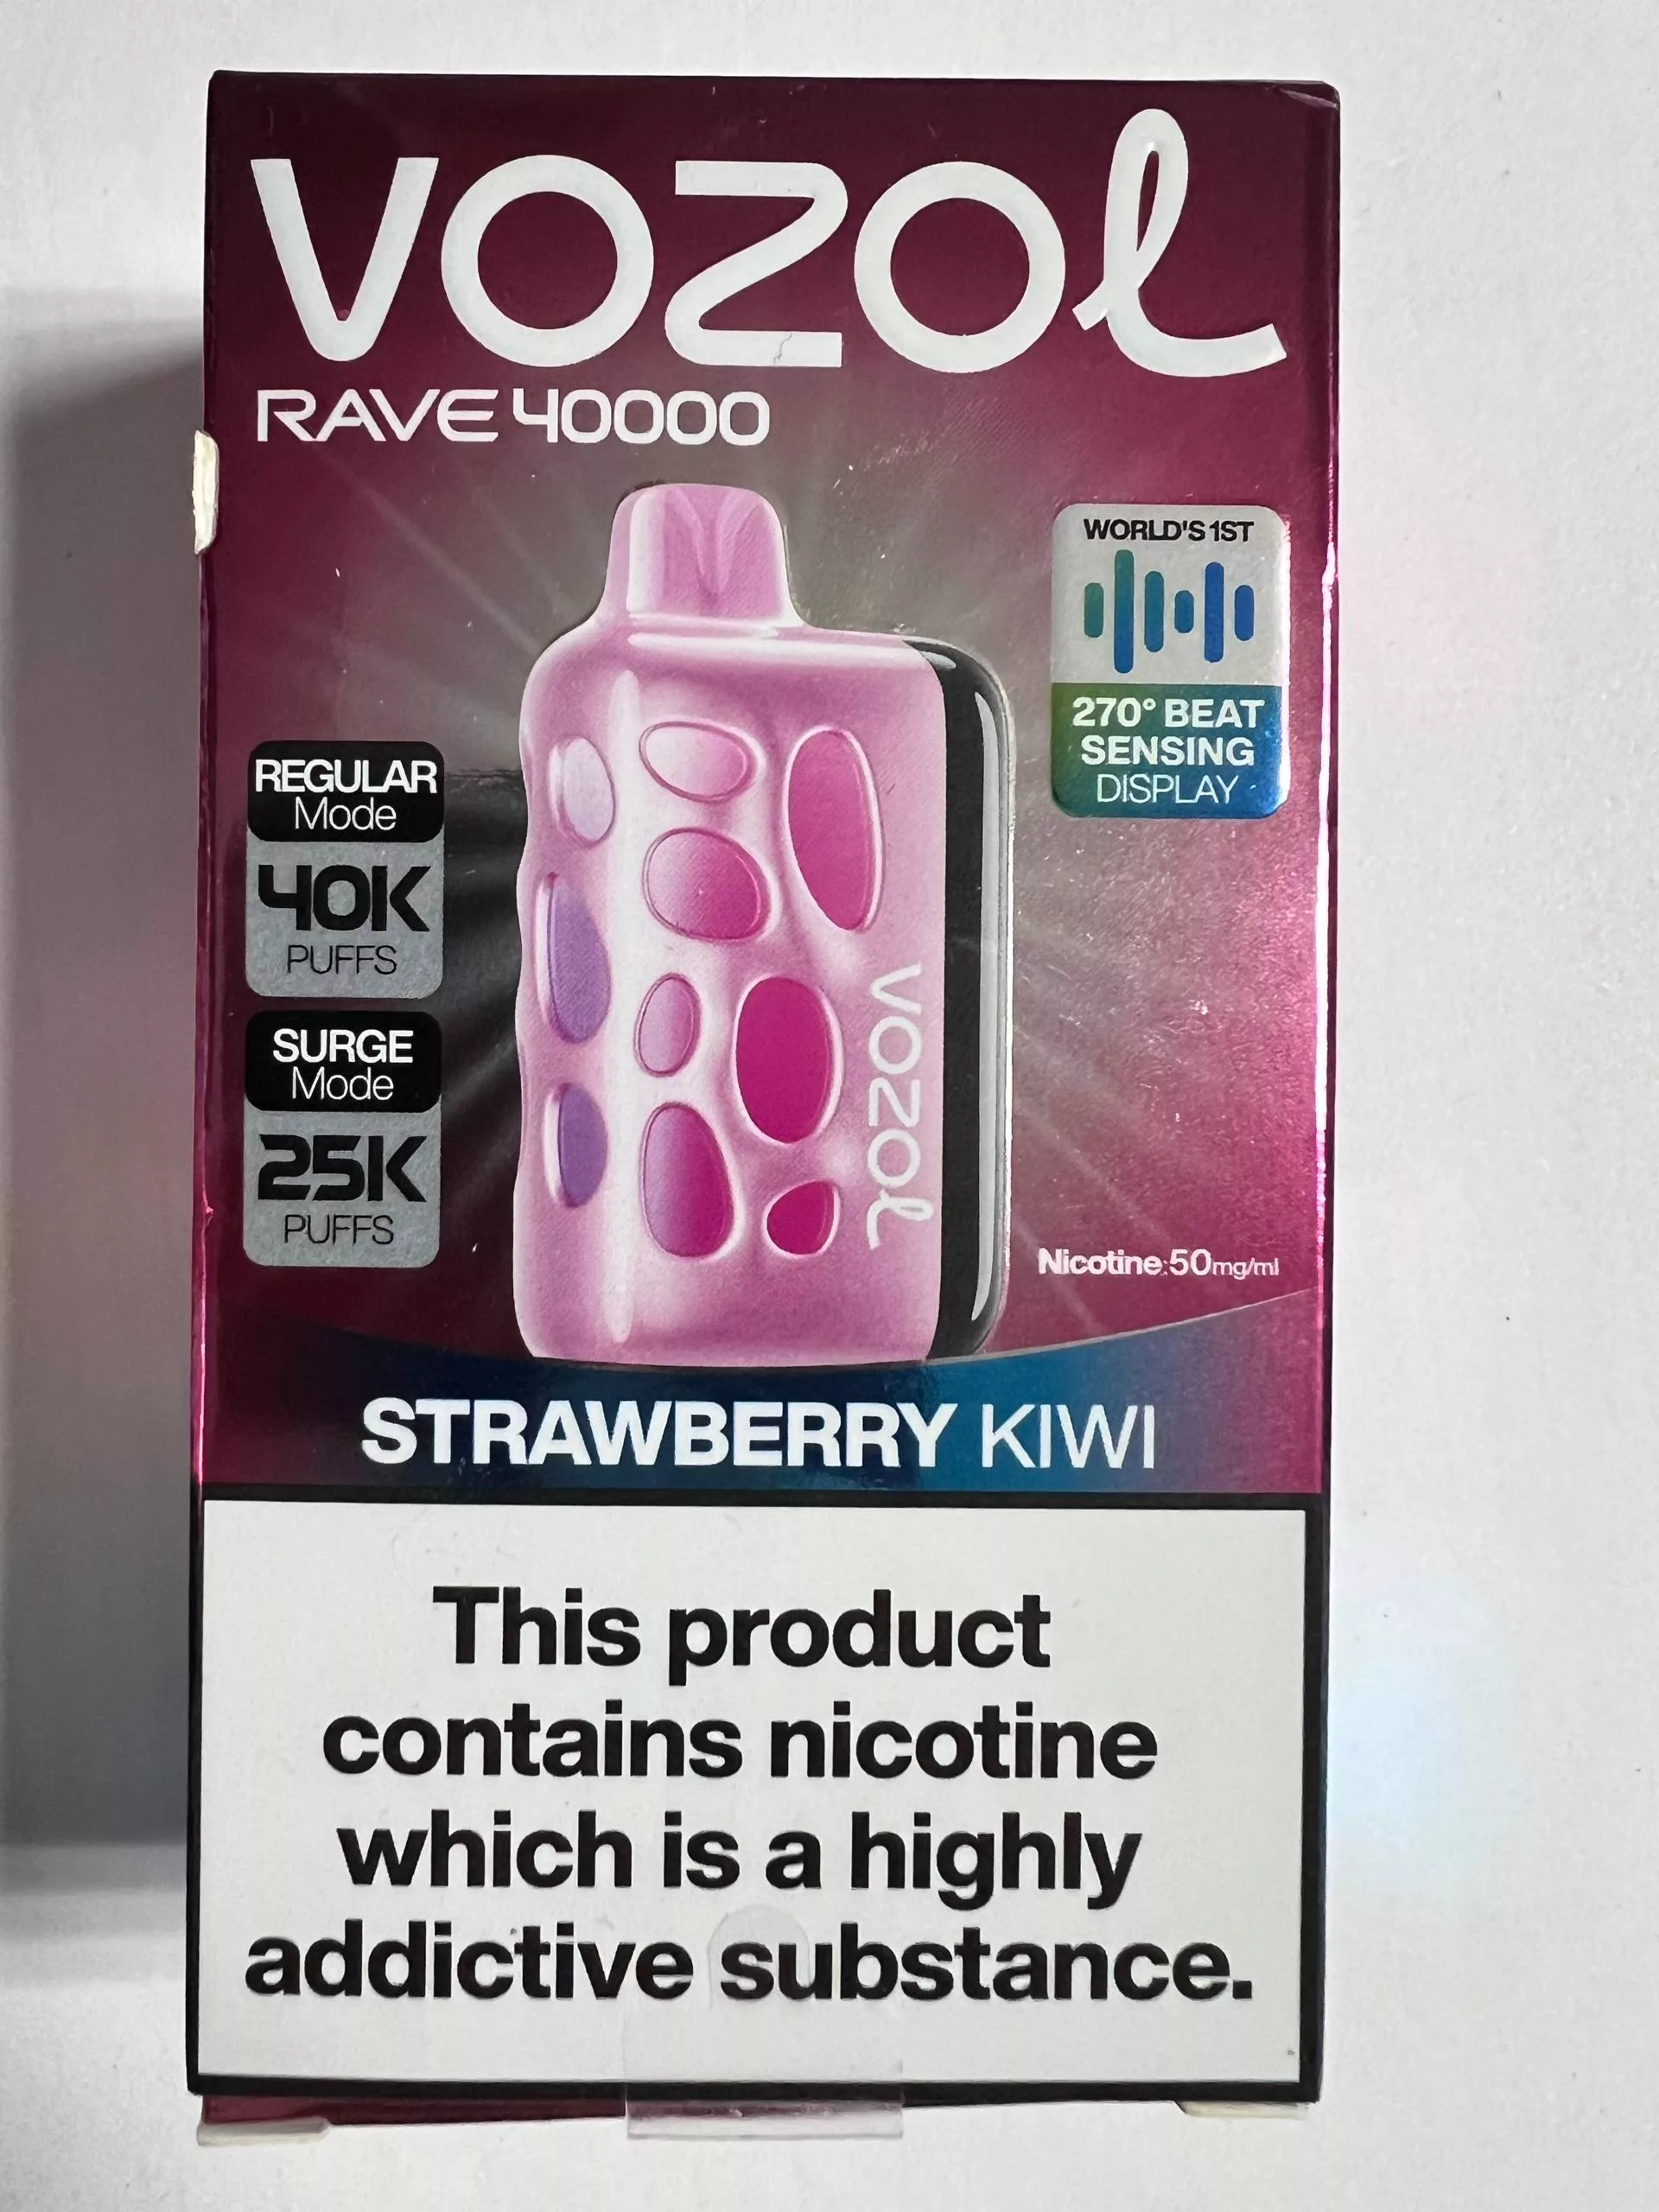 VOZOL
RAVE 40000
WORLD'S 1ST
270° BEAT
SENSING
DISPLAY
REGULAR
Mode
40K
PUFFS
SURGE
Mode
25K
PUFFS
VOZOL
Nicotine:50mg/ml
STRAWBERRY KIWI
This product
contains nicotine
which is a highly
addictive substance.